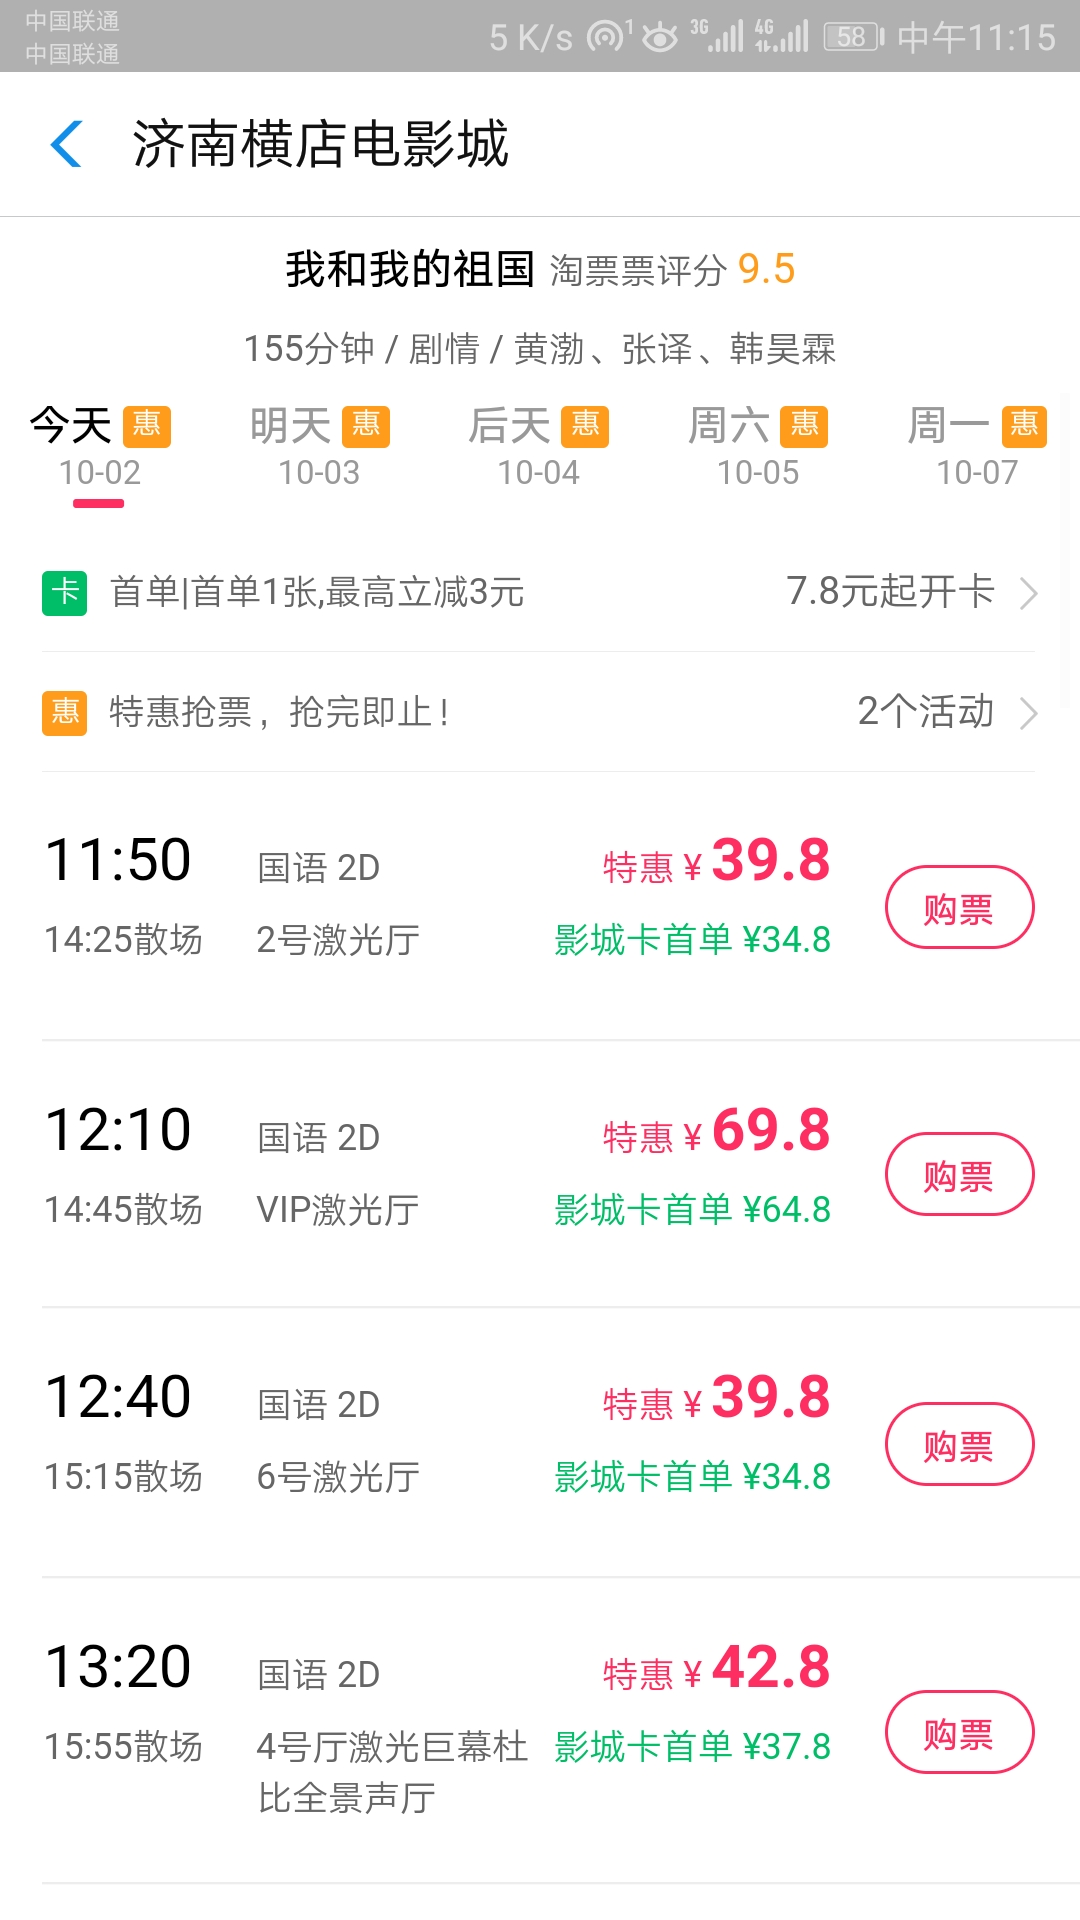 中国联通
中国联通
5 K/s 1 3G 4G 58 中午11:15
济南横店电影城
我和我的祖国 淘票票评分 9.5
155分钟 / 剧情 / 黄渤、张译、韩昊霖
今天 惠 明天 惠 后天 惠 周六 惠 周一 惠
10-02 10-03 10-04 10-05 10-07
卡 首单|首单1张,最高立减3元 7.8元起开卡
惠 特惠抢票，抢完即止！ 2个活动
11:50 国语 2D 特惠 ¥ 39.8
购票
14:25散场 2号激光厅 影城卡首单 ¥34.8
12:10 国语 2D 特惠 ¥ 69.8
购票
14:45散场 VIP激光厅 影城卡首单 ¥64.8
12:40 国语 2D 特惠 ¥ 39.8
购票
15:15散场 6号激光厅 影城卡首单 ¥34.8
13:20 国语 2D 特惠 ¥ 42.8
购票
15:55散场 4号厅激光巨幕杜 影城卡首单 ¥37.8
比全景声厅